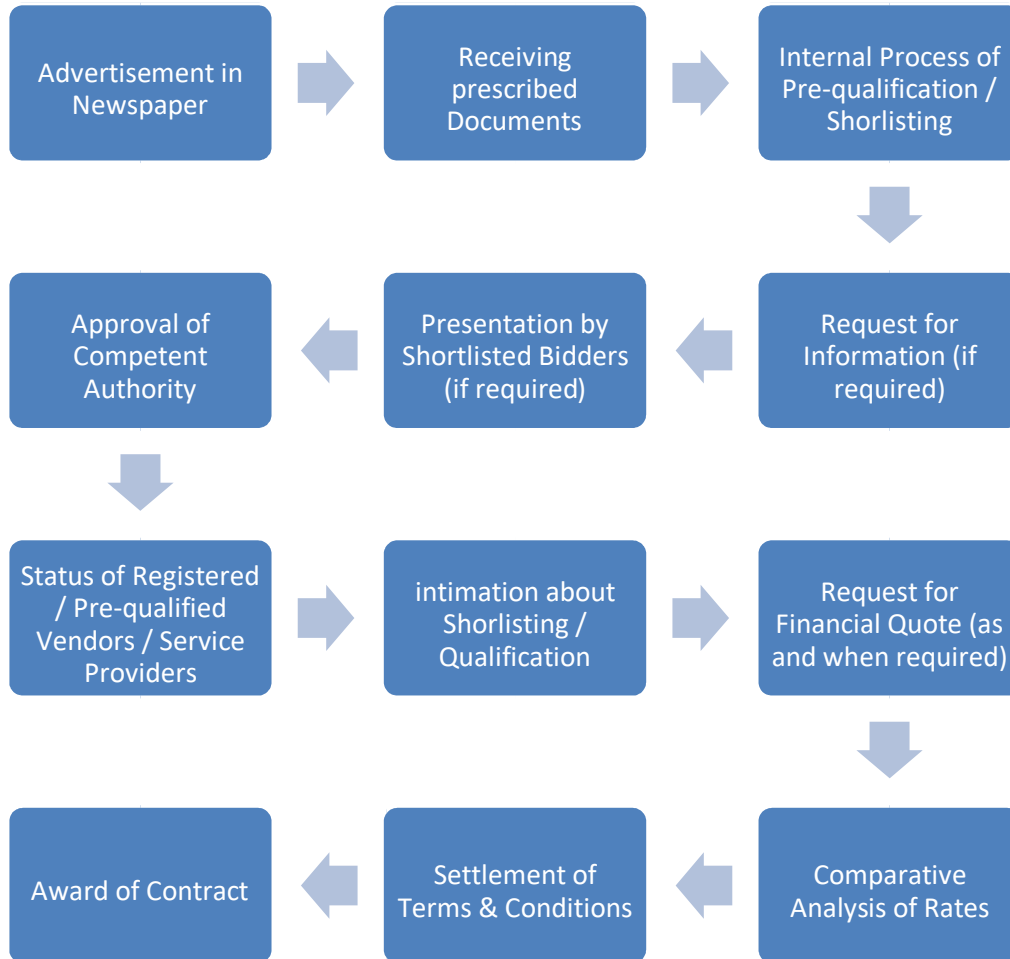 Advertisement in
Newspaper
Receiving
prescribed
Documents
Internal Process of
Pre-qualification /
Shorlisting
Request for
Information (if
required)
Presentation by
Shortlisted Bidders
(if required)
Approval of
Competent
Authority
Status of Registered
/ Pre-qualified
Vendors / Service
Providers
intimation about
Shorlisting /
Qualification
Request for
Financial Quote (as
and when required)
Comparative
Analysis of Rates
Settlement of
Terms & Conditions
Award of Contract